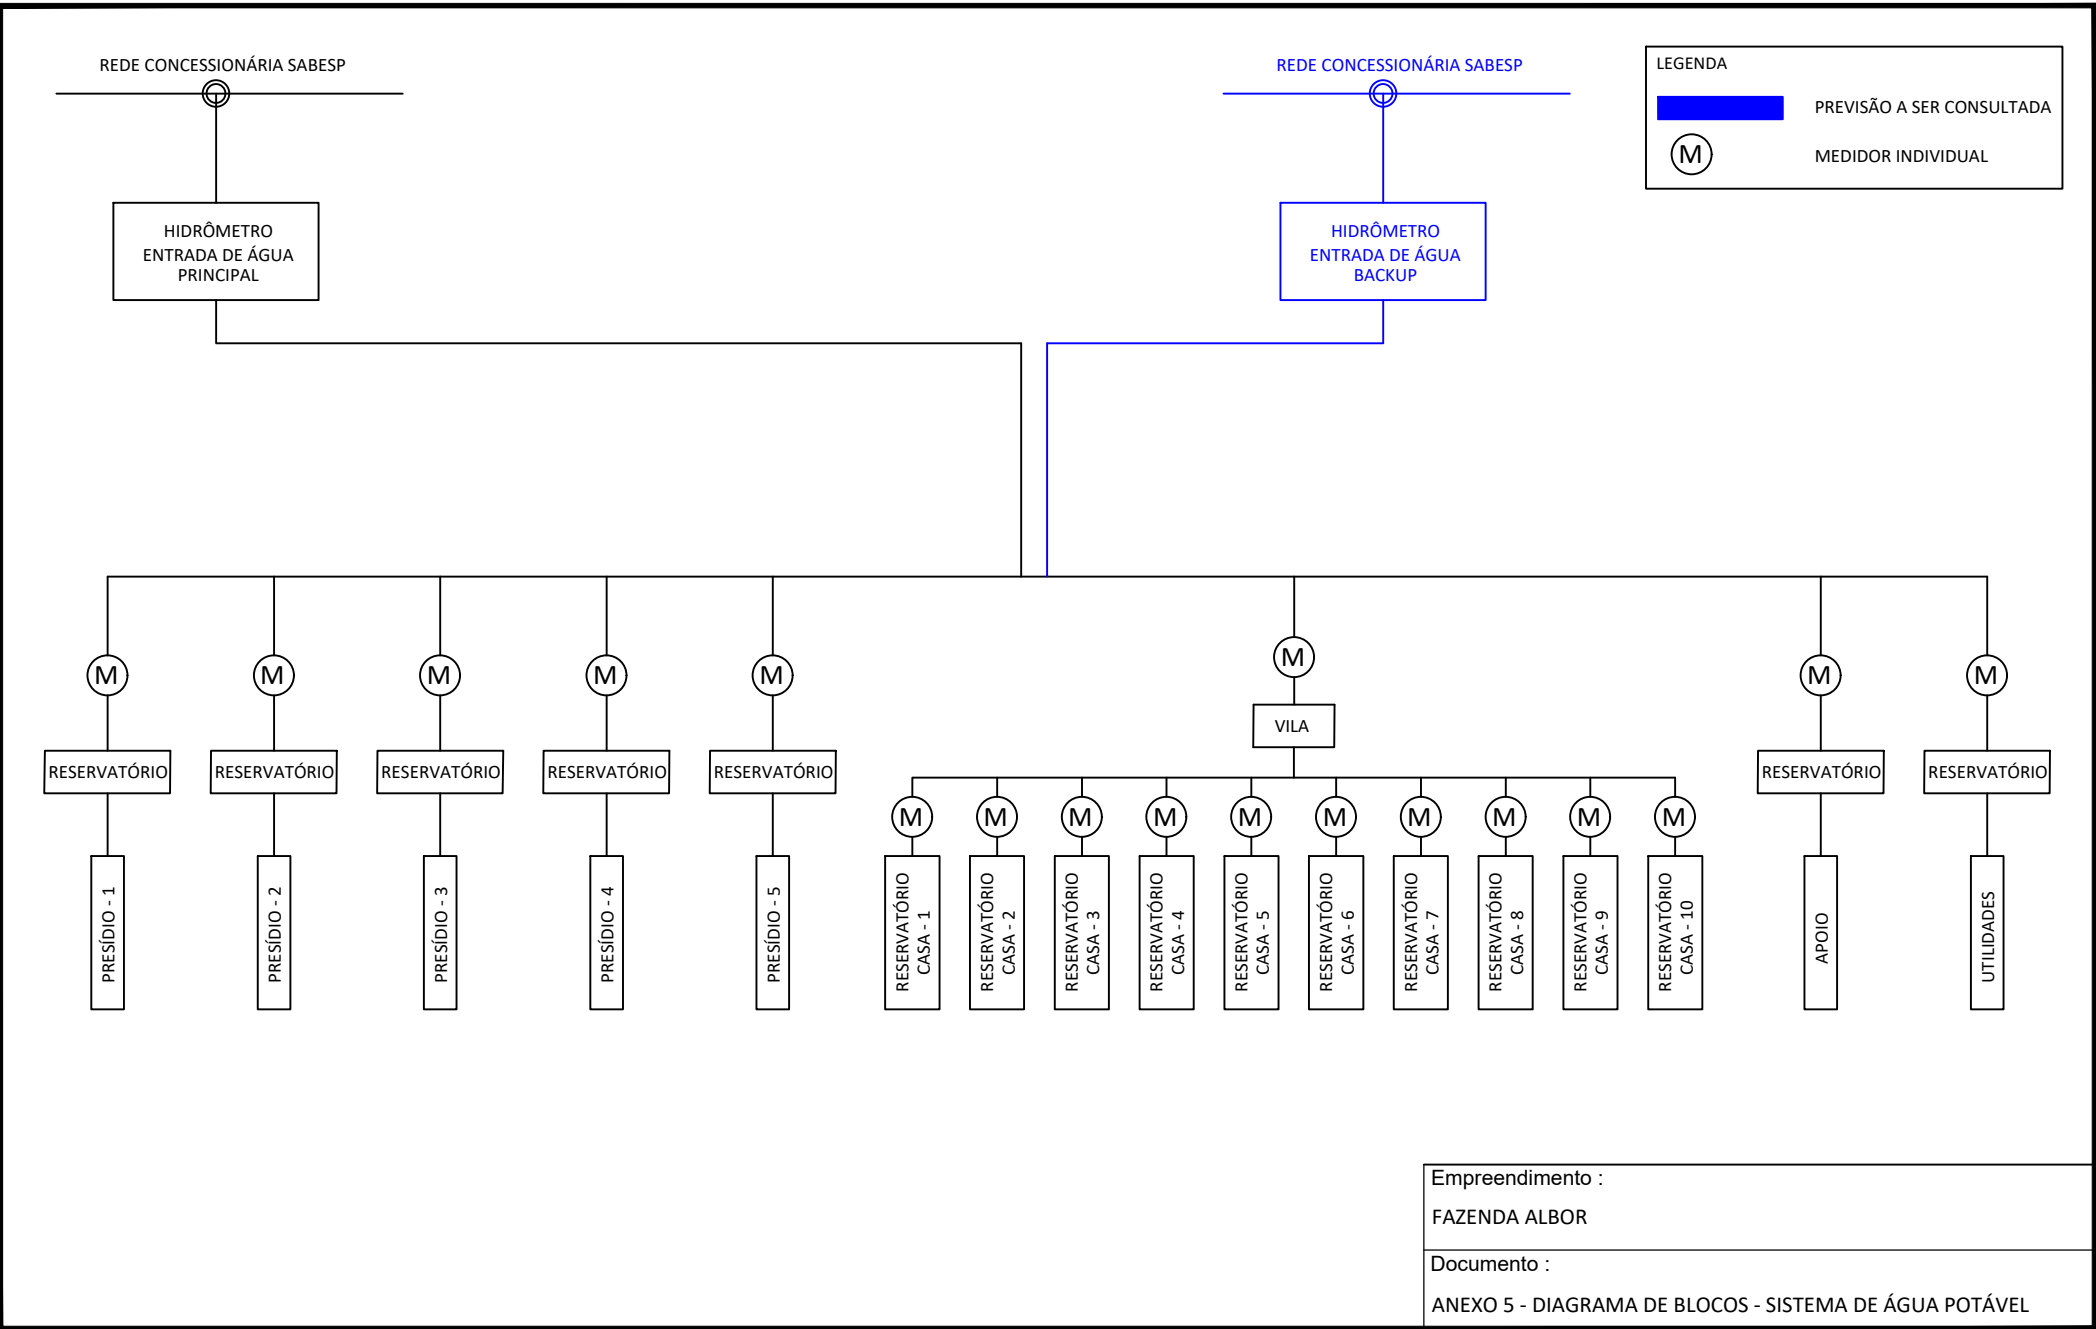 REDE CONCESSIONÁRIA SABESP
REDE CONCESSIONÁRIA SABESP
LEGENDA
PREVISÃO A SER CONSULTADA
M
MEDIDOR INDIVIDUAL
HIDRÔMETRO
ENTRADA DE ÁGUA
PRINCIPAL
HIDRÔMETRO
ENTRADA DE ÁGUA
BACKUP
M
M
M
M
M
M
M
M
VILA
RESERVATÓRIO
RESERVATÓRIO
RESERVATÓRIO
RESERVATÓRIO
RESERVATÓRIO
RESERVATÓRIO
RESERVATÓRIO
M
M
M
M
M
M
M
M
M
M
PRESÍDIO - 1
PRESÍDIO - 2
PRESÍDIO - 3
PRESÍDIO - 4
PRESÍDIO - 5
RESERVATÓRIO
CASA - 1
RESERVATÓRIO
CASA - 2
RESERVATÓRIO
CASA - 3
RESERVATÓRIO
CASA - 4
RESERVATÓRIO
CASA - 5
RESERVATÓRIO
CASA - 6
RESERVATÓRIO
CASA - 7
RESERVATÓRIO
CASA - 8
RESERVATÓRIO
CASA - 9
RESERVATÓRIO
CASA - 10
APOIO
UTILIDADES
Empreendimento :
FAZENDA ALBOR
Documento :
ANEXO 5 - DIAGRAMA DE BLOCOS - SISTEMA DE ÁGUA POTÁVEL